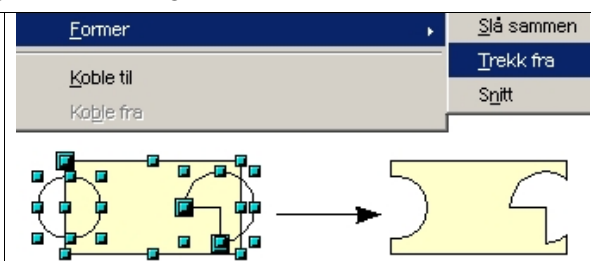 Former
Slå sammen
Trekk fra
Snitt
Koble til
Koble fra